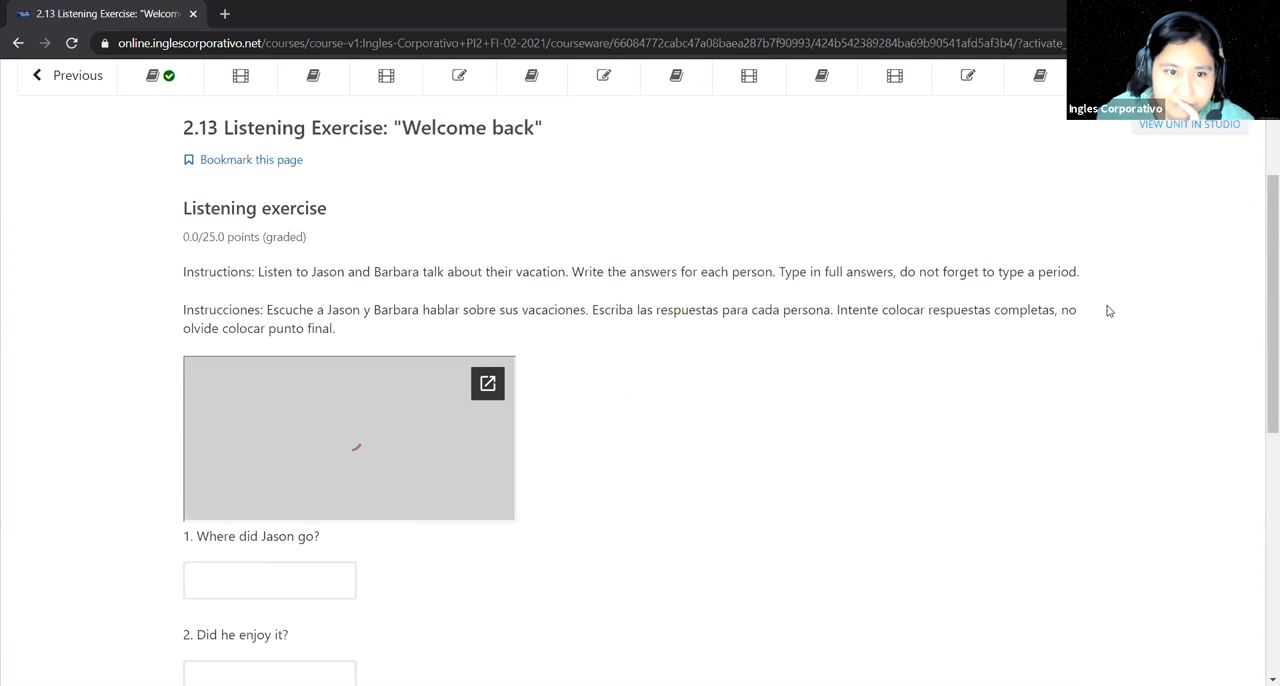 2.13 Listening Exercise: "Welcom
online.inglescorporativo.net/courses/course-v1:Ingles-Corporativo+PI2+FI-02-2021/courseware/66084772cabc47a08baea287b7f90993/424b542389284ba69b90541afd5af3b4/?activate_
Ingles Corporativo
Previous
VIEW UNIT IN STUDIO
2.13 Listening Exercise: "Welcome back"
Bookmark this page
Listening exercise
0.0/25.0 points (graded)
Instructions: Listen to Jason and Barbara talk about their vacation. Write the answers for each person. Type in full answers, do not forget to type a period.
Instrucciones: Escuche a Jason y Barbara hablar sobre sus vacaciones. Escriba las respuestas para cada persona. Intente colocar respuestas completas, no
olvide colocar punto final.
1. Where did Jason go?
2. Did he enjoy it?